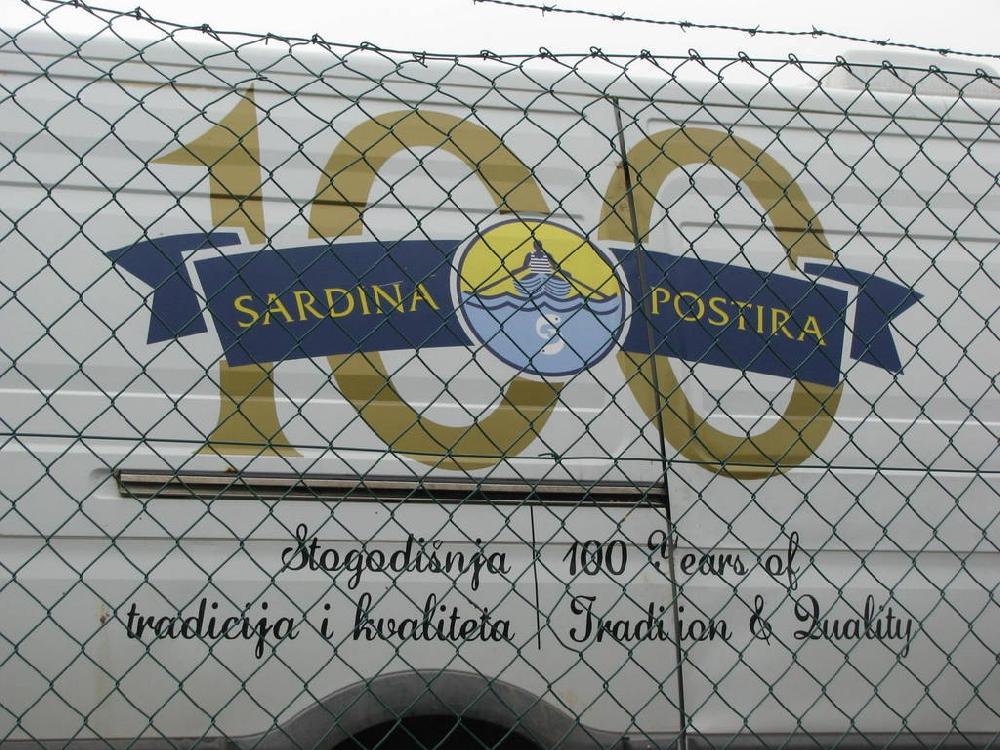 100
SARDINA POSTIRA
Stogodišnja
tradicija i kvaliteta
100 Years of
Tradition & Quality